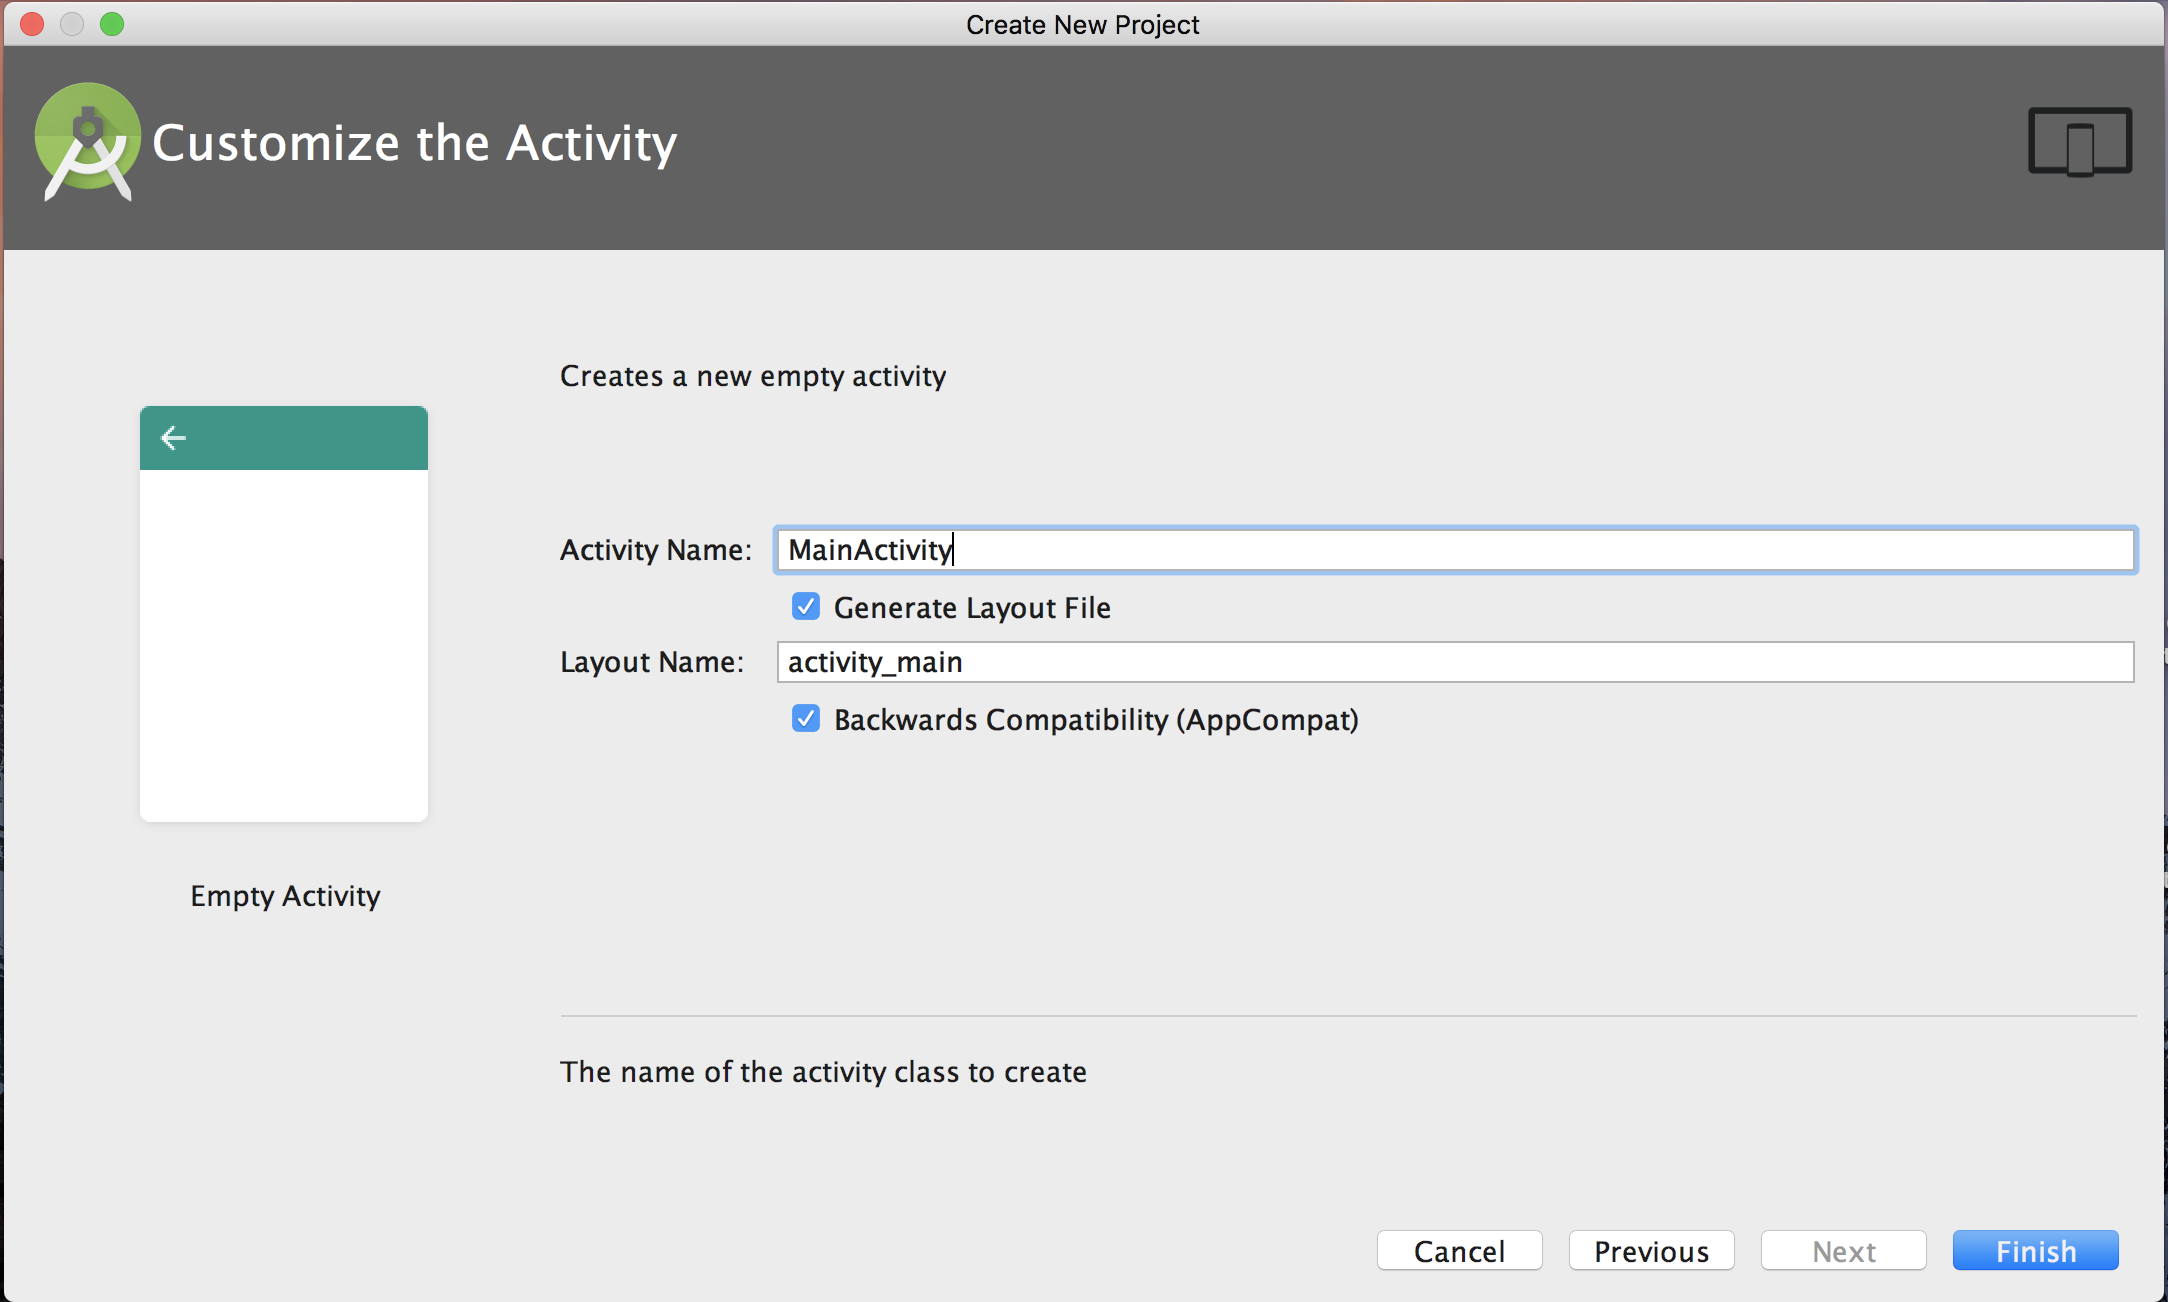 Create New Project
Customize the Activity
Creates a new empty activity
Activity Name: MainActivity
Generate Layout File
Layout Name: activity_main
Backwards Compatibility (AppCompat)
Empty Activity
The name of the activity class to create
Cancel Previous Next Finish